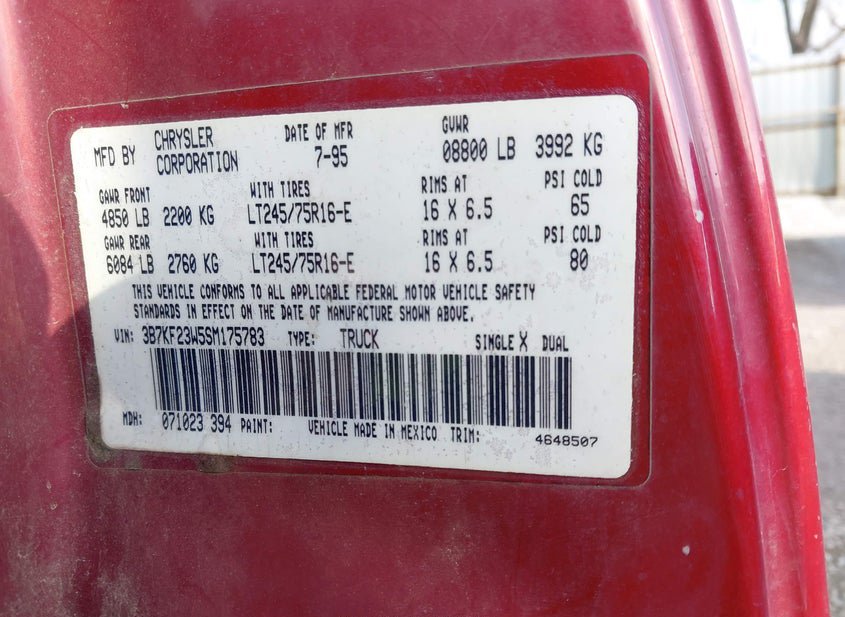 MFD BY CHRYSLER CORPORATION DATE OF MFR 7-95 GVWR 08800 LB 3992 KG
GAWR FRONT WITH TIRES RIMS AT PSI COLD
4850 LB 2200 KG LT245/75R16-E 16 X 6.5 65
GAWR REAR WITH TIRES RIMS AT PSI COLD
6084 LB 2760 KG LT245/75R16-E 16 X 6.5 80
THIS VEHICLE CONFORMS TO ALL APPLICABLE FEDERAL MOTOR VEHICLE SAFETY
STANDARDS IN EFFECT ON THE DATE OF MANUFACTURE SHOWN ABOVE.
VIN: 3B7KF23W5SM175783 TYPE: TRUCK SINGLE X DUAL
MDH: 071023 394 PAINT: VEHICLE MADE IN MEXICO TRIM: 4648507